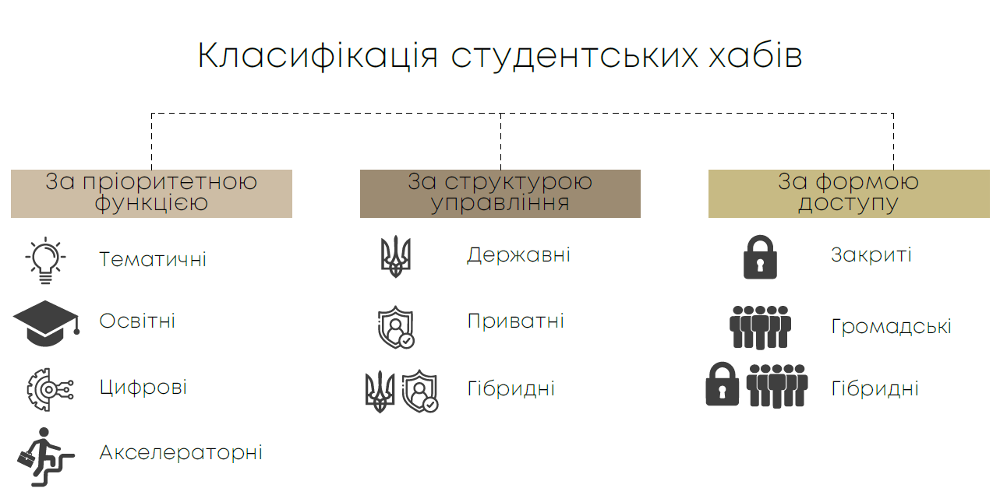 Класифікація студентських хабів
За пріоритетною
функцією
Тематичні
Освітні
Цифрові
Акселераторні
За структурою
управління
Державні
Приватні
Гібридні
За формою
доступу
Закриті
Громадські
Гібридні